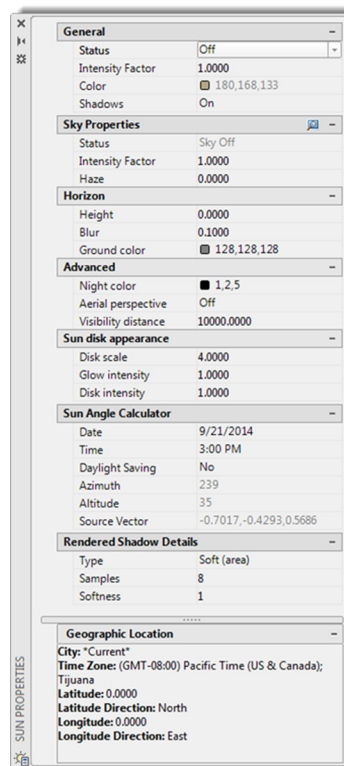 General
Status Off
Intensity Factor 1.0000
Color 180,168,133
Shadows On
Sky Properties
Status Sky Off
Intensity Factor 1.0000
Haze 0.0000
Horizon
Height 0.0000
Blur 0.1000
Ground color 128,128,128
Advanced
Night color 1,2,5
Aerial perspective Off
Visibility distance 10000.0000
Sun disk appearance
Disk scale 4.0000
Glow intensity 1.0000
Disk intensity 1.0000
Sun Angle Calculator
Date 9/21/2014
Time 3:00 PM
Daylight Saving No
Azimuth 239
Altitude 35
Source Vector -0.7017,-0.4293,0.5686
Rendered Shadow Details
Type Soft (area)
Samples 8
Softness 1
Geographic Location
City: *Current*
Time Zone: (GMT-08:00) Pacific Time (US & Canada);
Tijuana
Latitude: 0.0000
Latitude Direction: North
Longitude: 0.0000
Longitude Direction: East
SUN PROPERTIES